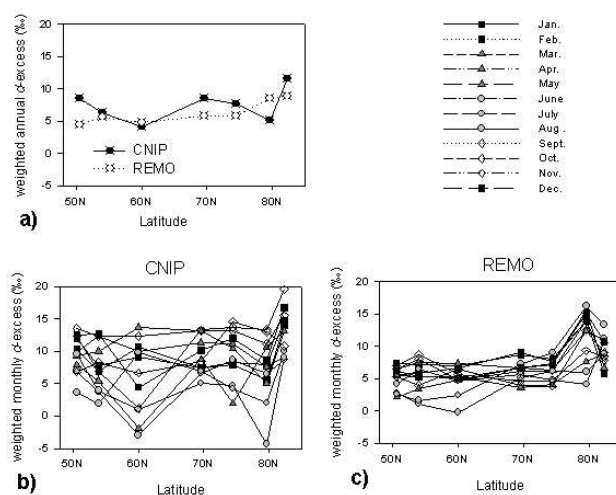 weighted annual d-excess (‰)
20
15
10
5
0
-5
CNIP
REMO
50N 60N 70N 80N
Latitude
a)
Jan.
Feb.
Mar.
Apr.
May
June
July
Aug.
Sept.
Oct.
Nov.
Dec.
CNIP
weighted monthly d-excess (‰)
20
15
10
5
0
-5
50N 60N 70N 80N
Latitude
b)
REMO
weighted monthly d-excess (‰)
20
15
10
5
0
-5
50N 60N 70N 80N
Latitude
c)